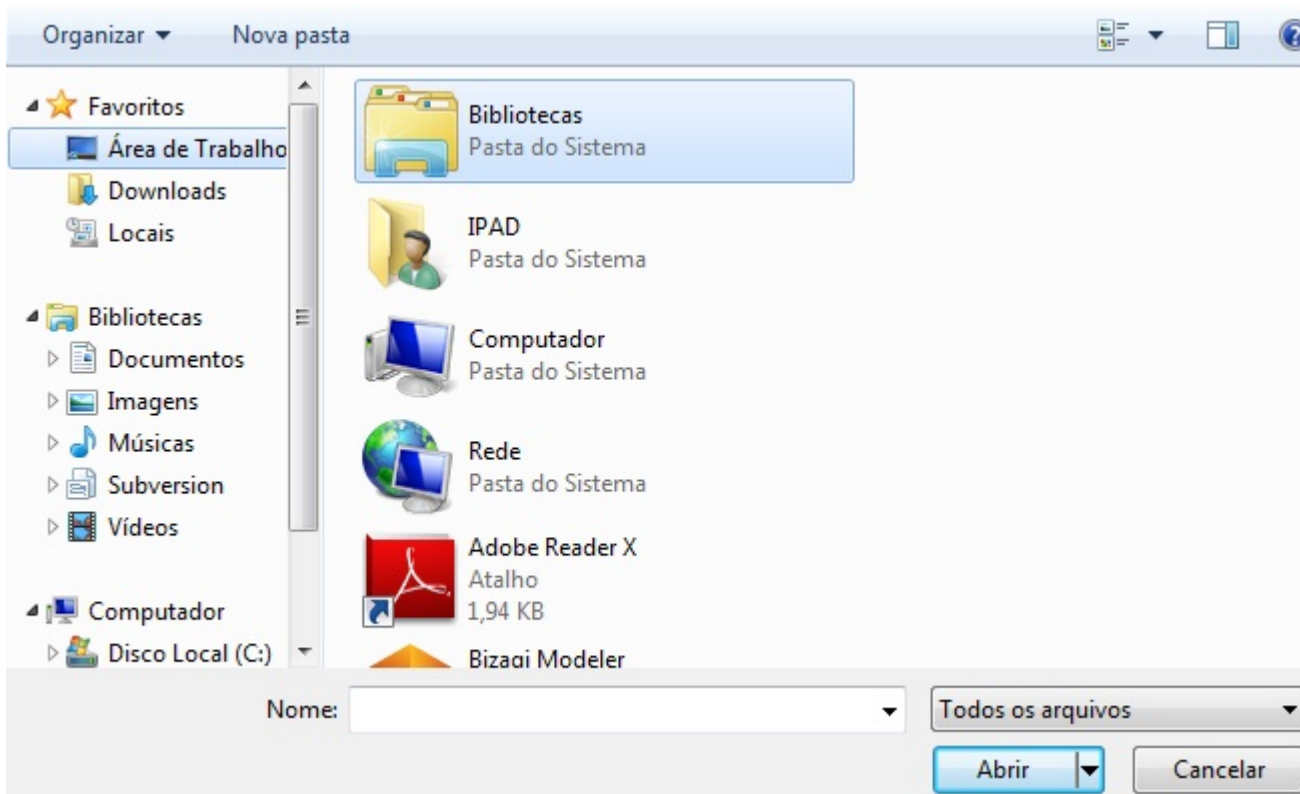 Organizar
Nova pasta
Favoritos
Área de Trabalho
Downloads
Locais
Bibliotecas
Documentos
Imagens
Músicas
Subversion
Vídeos
Computador
Disco Local (C:)
Bibliotecas
Pasta do Sistema
IPAD
Pasta do Sistema
Computador
Pasta do Sistema
Rede
Pasta do Sistema
Adobe Reader X
Atalho
1,94 KB
Bizagi Modeler
Nome:
Todos os arquivos
Abrir
Cancelar